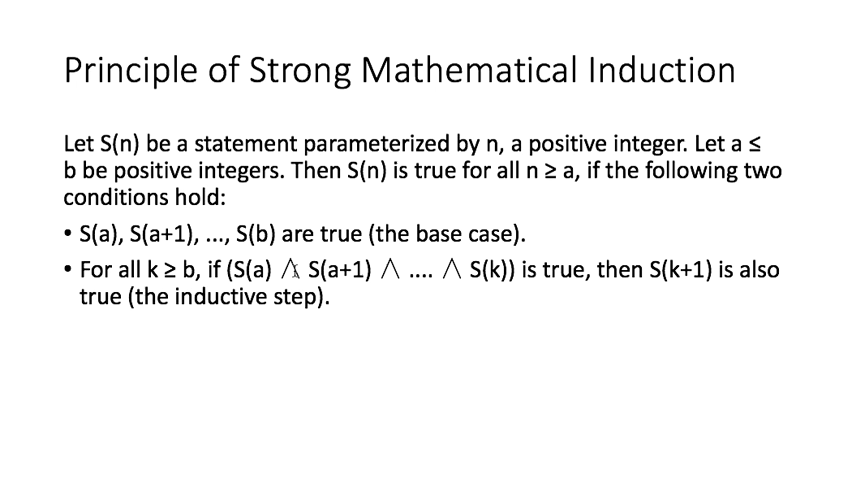 Principle of Strong Mathematical Induction
Let S(n) be a statement parameterized by n, a positive integer. Let a ≤
b be positive integers. Then S(n) is true for all n ≥ a, if the following two
conditions hold:
• S(a), S(a+1), ..., S(b) are true (the base case).
• For all k ≥ b, if (S(a) ∧ S(a+1) ∧ .... ∧ S(k)) is true, then S(k+1) is also
true (the inductive step).